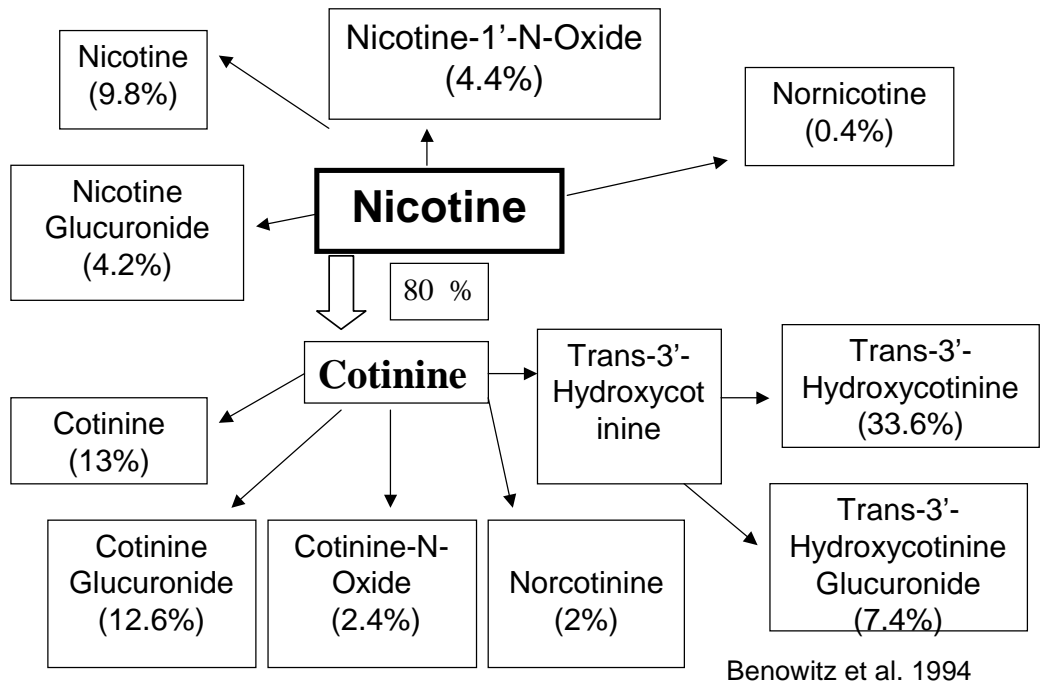 Nicotine
(9.8%)
Nicotine-1’-N-Oxide
(4.4%)
Nornicotine
(0.4%)
Nicotine
Glucuronide
(4.2%)
Nicotine
80 %
Cotinine
Trans-3’-
Hydroxycot
inine
Trans-3’-
Hydroxycotinine
(33.6%)
Cotinine
(13%)
Cotinine
Glucuronide
(12.6%)
Cotinine-N-
Oxide
(2.4%)
Norcotinine
(2%)
Trans-3’-
Hydroxycotinine
Glucuronide
(7.4%)
Benowitz et al. 1994